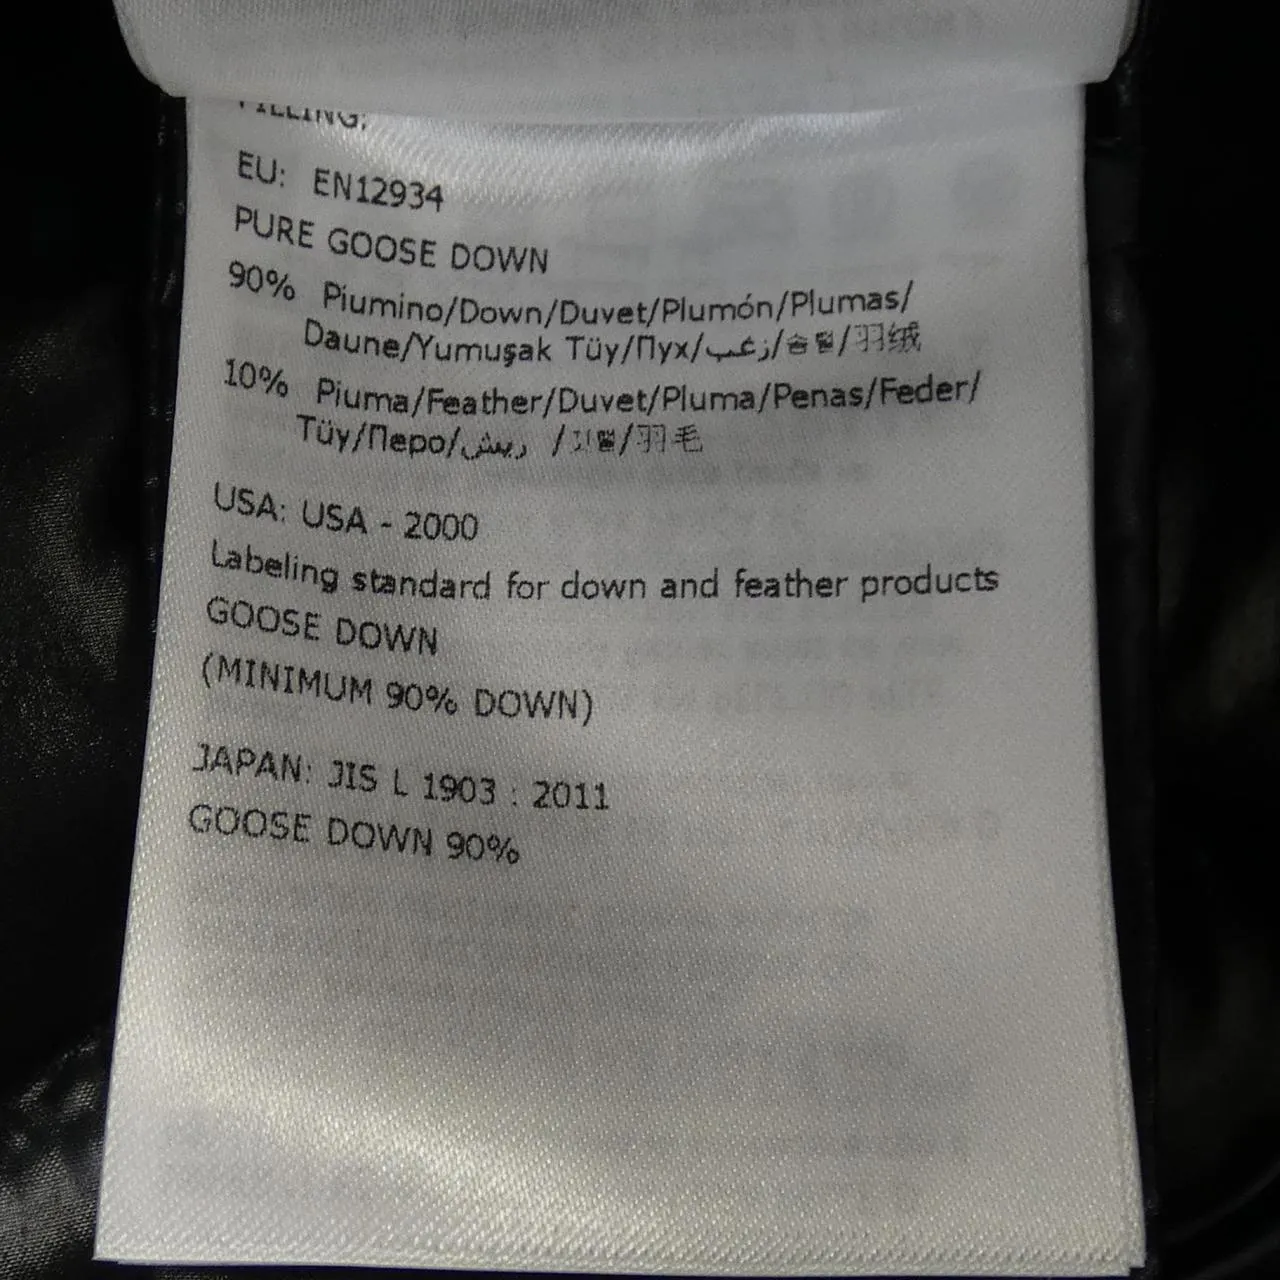 FILLING:
EU: EN12934
PURE GOOSE DOWN
90% Piumino/Down/Duvet/Plumón/Plumas/
Daune/Yumuşak Tüy/Пух/زغب/솜털/羽绒
10% Piuma/Feather/Duvet/Pluma/Penas/Feder/
Tüy/Перо/ريش /깃털/羽毛
USA: USA - 2000
Labeling standard for down and feather products
GOOSE DOWN
(MINIMUM 90% DOWN)
JAPAN: JIS L 1903 : 2011
GOOSE DOWN 90%